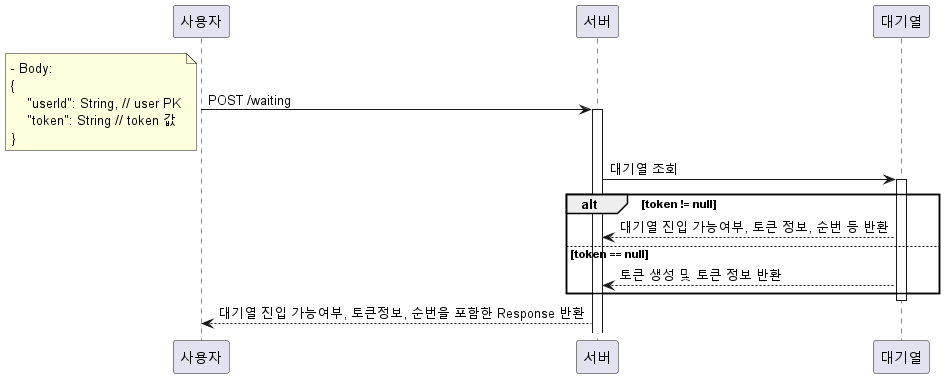 사용자 서버 대기열
- Body:
{
"userId": String, // user PK
"token": String // token 값
}
POST /waiting
대기열 조회
alt [token != null]
대기열 진입 가능여부, 토큰 정보, 순번 등 반환
[token == null]
토큰 생성 및 토큰 정보 반환
대기열 진입 가능여부, 토큰정보, 순번을 포함한 Response 반환
사용자 서버 대기열